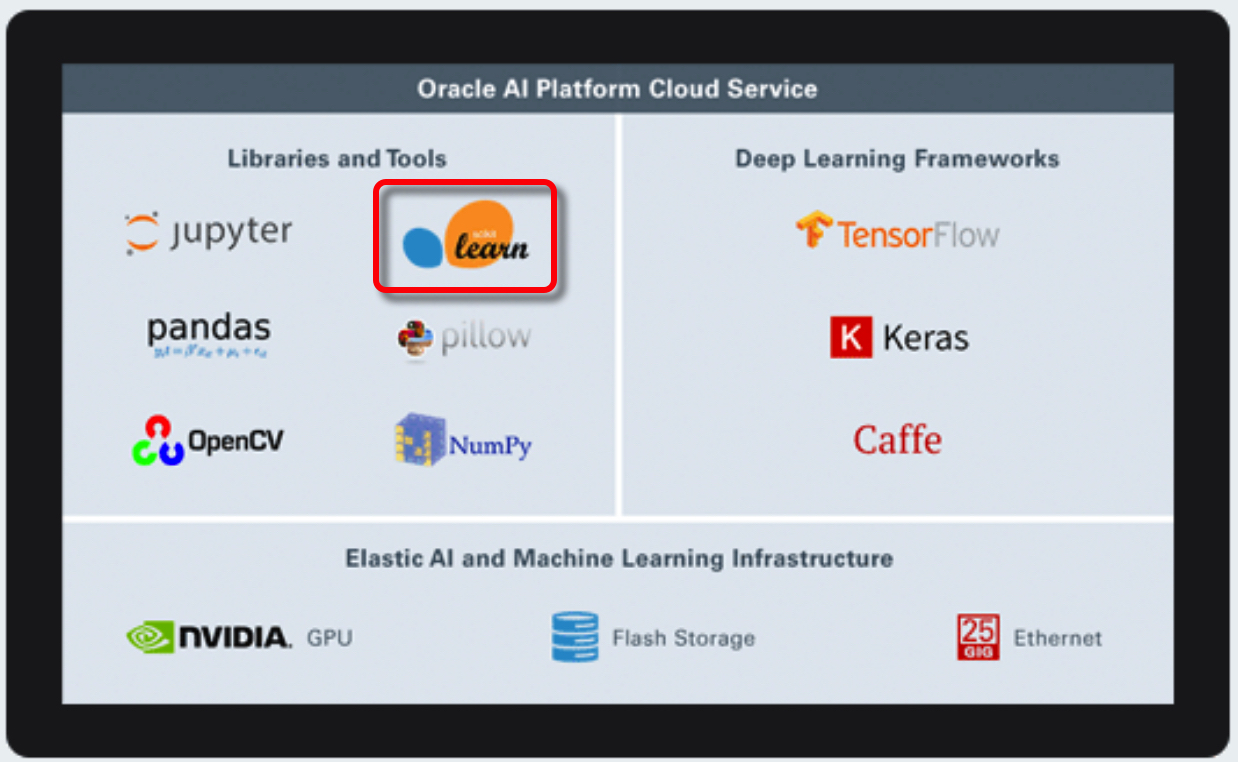 Oracle AI Platform Cloud Service
Libraries and Tools
jupyter
scikit
learn
pandas
pillow
OpenCV
NumPy
Deep Learning Frameworks
TensorFlow
K Keras
Caffe
Elastic AI and Machine Learning Infrastructure
NVIDIA. GPU
Flash Storage
25
GIG
Ethernet